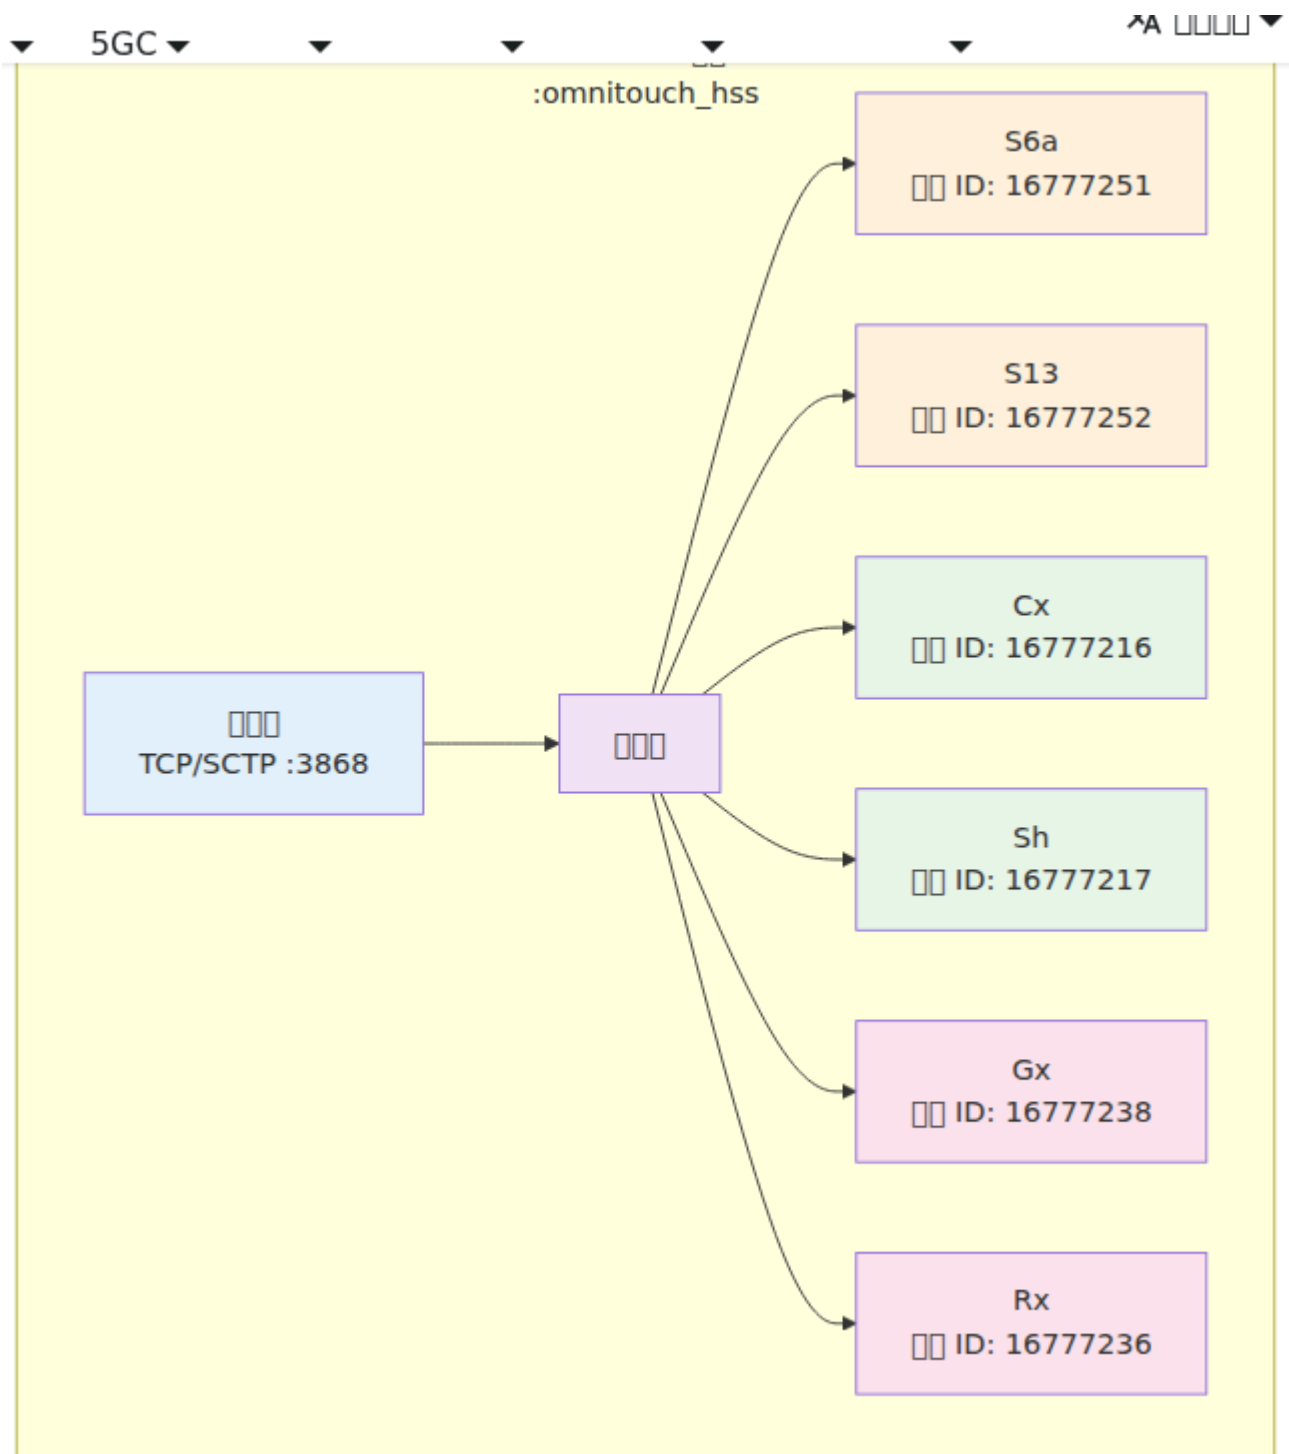 5GC
:omnitouch_hss
S6a
ID: 16777251
S13
ID: 16777252
Cx
ID: 16777216
TCP/SCTP :3868
Sh
ID: 16777217
Gx
ID: 16777238
Rx
ID: 16777236